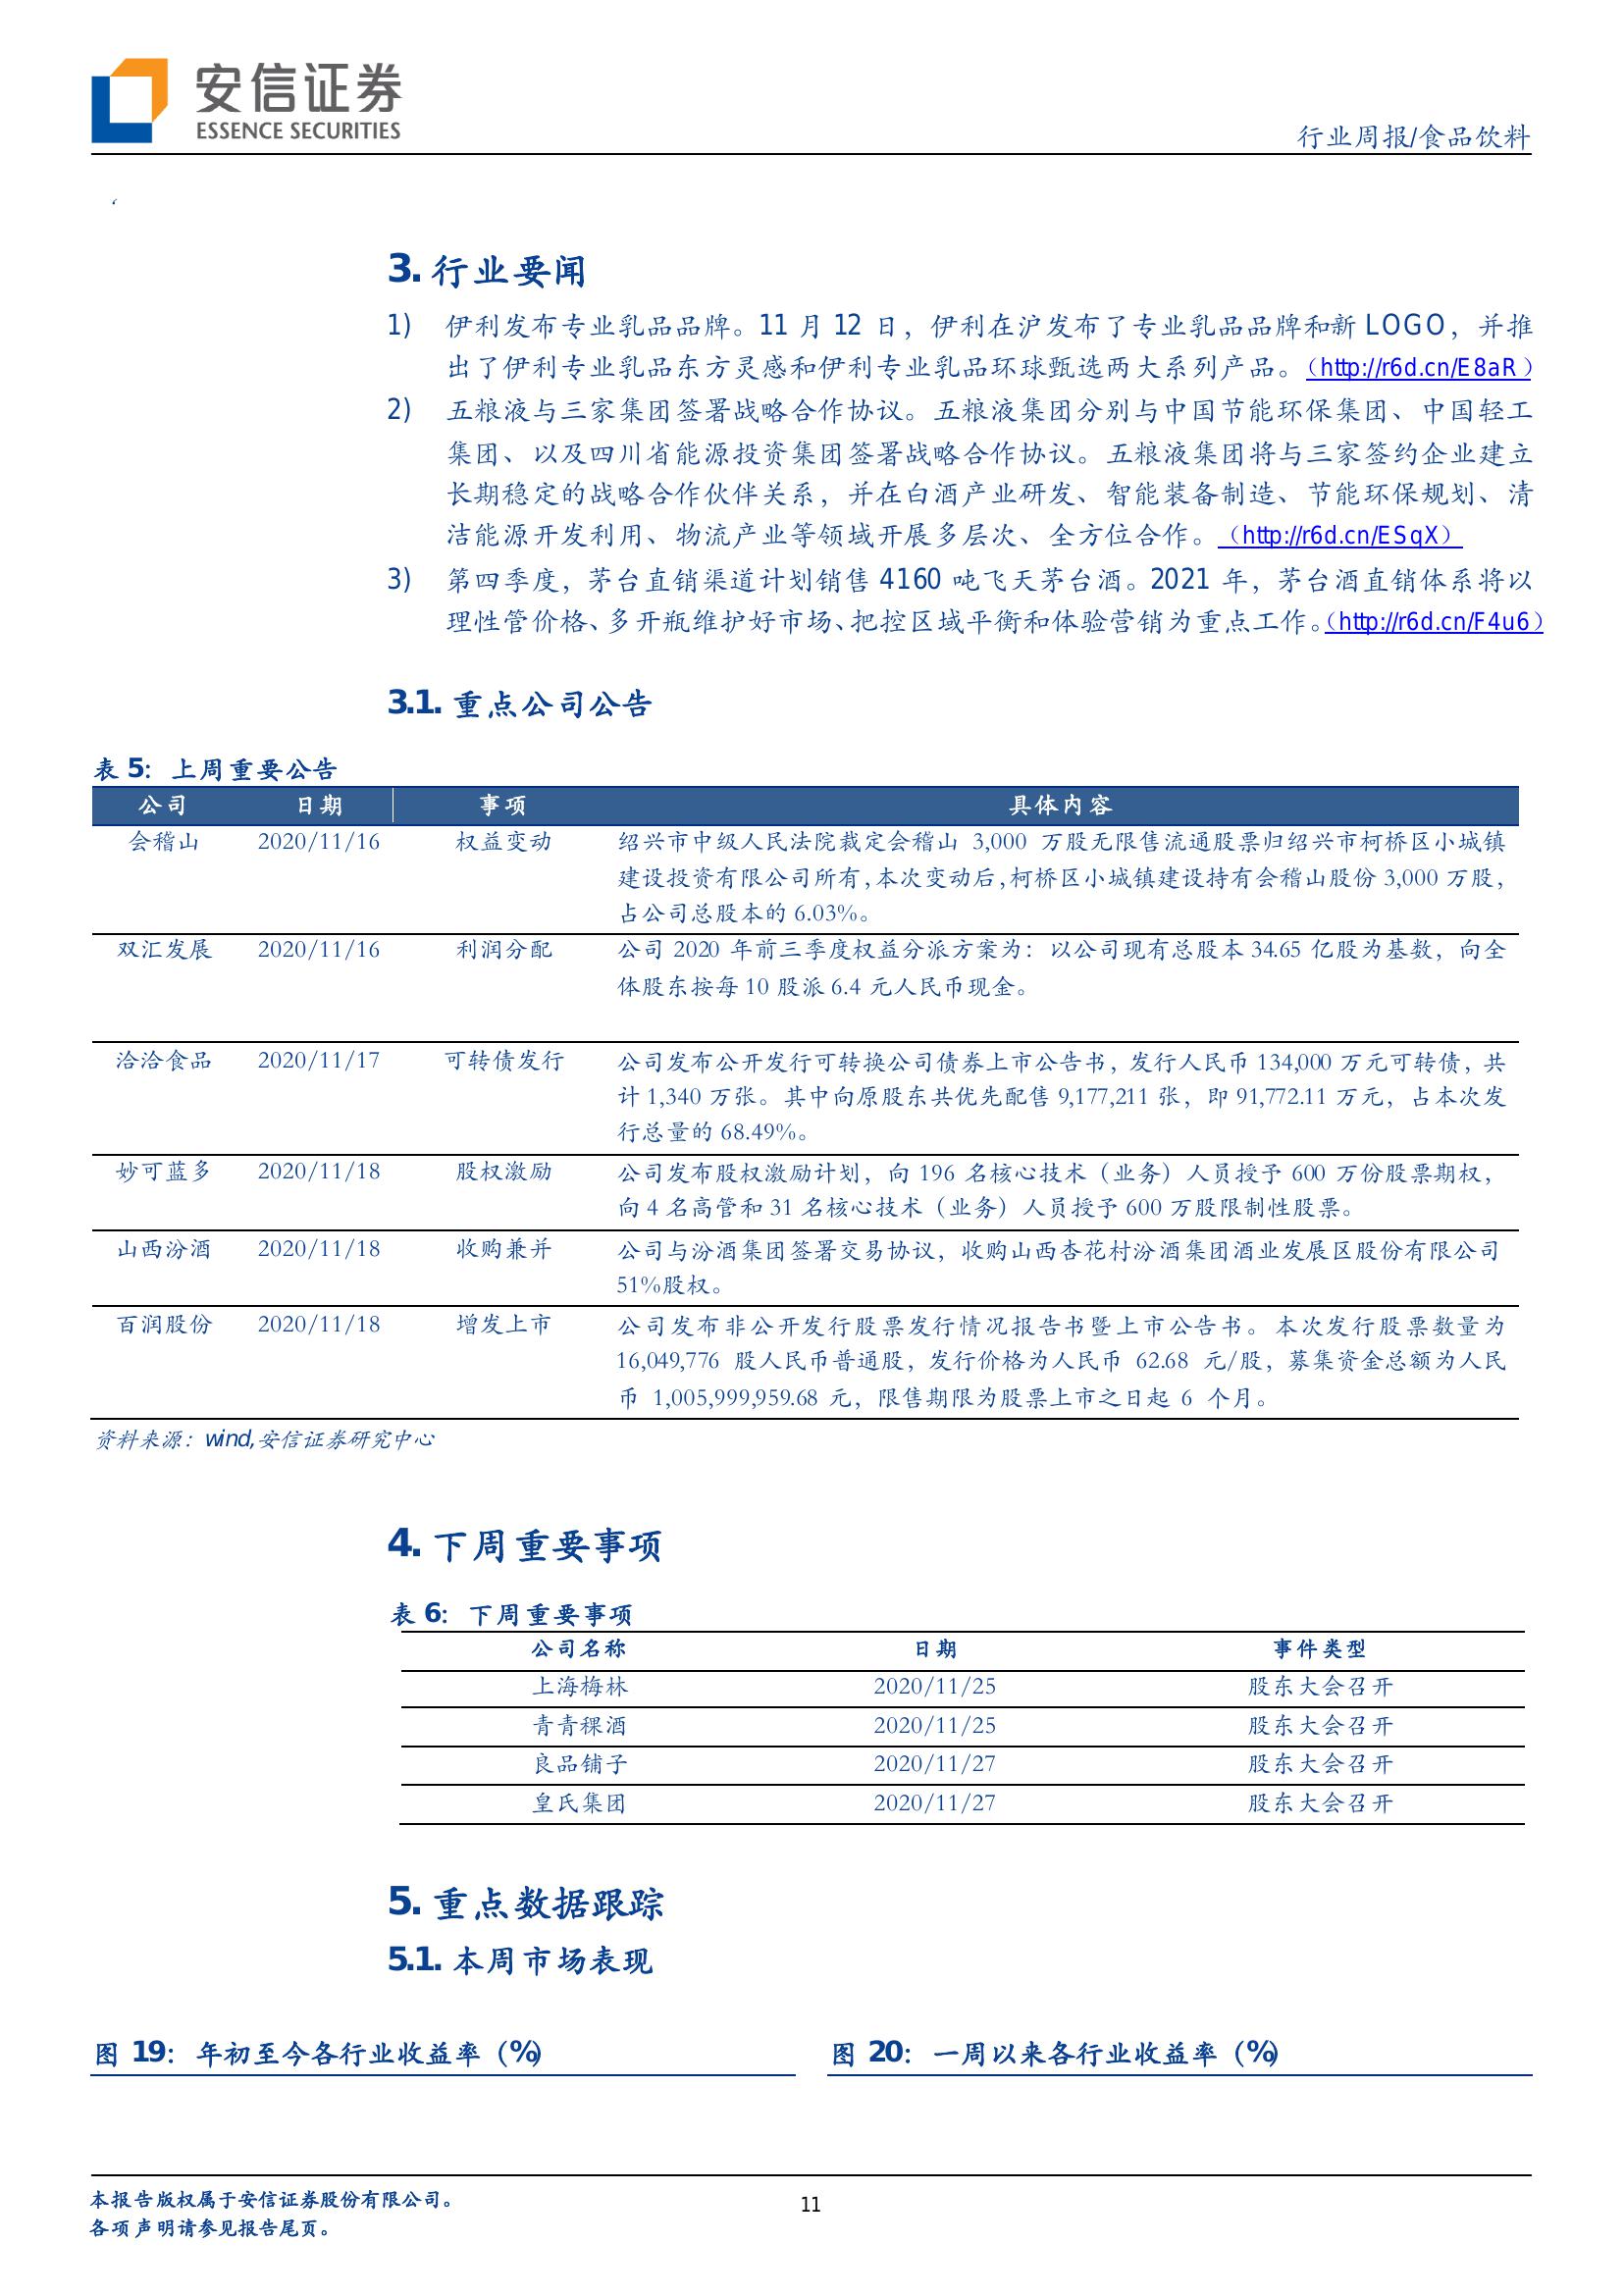 安信证券
ESSENCE SECURITIES
行业周报/食品饮料
‘
3. 行业要闻
1) 伊利发布专业乳品品牌。11 月 12 日，伊利在沪发布了专业乳品品牌和新 LOGO，并推
出了伊利专业乳品东方灵感和伊利专业乳品环球甄选两大系列产品。（http://r6d.cn/E8aR）
2) 五粮液与三家集团签署战略合作协议。五粮液集团分别与中国节能环保集团、中国轻工
集团、以及四川省能源投资集团签署战略合作协议。五粮液集团将与三家签约企业建立
长期稳定的战略合作伙伴关系，并在白酒产业研发、智能装备制造、节能环保规划、清
洁能源开发利用、物流产业等领域开展多层次、全方位合作。（http://r6d.cn/ESqX）
3) 第四季度，茅台直销渠道计划销售 4160 吨飞天茅台酒。2021 年，茅台酒直销体系将以
理性管价格、多开瓶维护好市场、把控区域平衡和体验营销为重点工作。（http://r6d.cn/F4u6）
3.1. 重点公司公告
表 5：上周重要公告
公司 日期 事项 具体内容
会稽山 2020/11/16 权益变动 绍兴市中级人民法院裁定会稽山 3,000 万股无限售流通股票归绍兴市柯桥区小城镇
建设投资有限公司所有，本次变动后，柯桥区小城镇建设持有会稽山股份 3,000 万股，
占公司总股本的 6.03%。
双汇发展 2020/11/16 利润分配 公司 2020 年前三季度权益分派方案为：以公司现有总股本 34.65 亿股为基数，向全
体股东按每 10 股派 6.4 元人民币现金。
洽洽食品 2020/11/17 可转债发行 公司发布公开发行可转换公司债券上市公告书，发行人民币 134,000 万元可转债，共
计 1,340 万张。其中向原股东共优先配售 9,177,211 张，即 91,772.11 万元，占本次发
行总量的 68.49%。
妙可蓝多 2020/11/18 股权激励 公司发布股权激励计划，向 196 名核心技术（业务）人员授予 600 万份股票期权，
向 4 名高管和 31 名核心技术（业务）人员授予 600 万股限制性股票。
山西汾酒 2020/11/18 收购兼并 公司与汾酒集团签署交易协议，收购山西杏花村汾酒集团酒业发展区股份有限公司
51%股权。
百润股份 2020/11/18 增发上市 公司发布非公开发行股票发行情况报告书暨上市公告书。本次发行股票数量为
16,049,776 股人民币普通股，发行价格为人民币 62.68 元/股，募集资金总额为人民
币 1,005,999,959.68 元，限售期限为股票上市之日起 6 个月。
资料来源：wind,安信证券研究中心
4. 下周重要事项
表 6：下周重要事项
公司名称 日期 事件类型
上海梅林 2020/11/25 股东大会召开
青青稞酒 2020/11/25 股东大会召开
良品铺子 2020/11/27 股东大会召开
皇氏集团 2020/11/27 股东大会召开
5. 重点数据跟踪
5.1. 本周市场表现
图 19：年初至今各行业收益率（%）
图 20：一周以来各行业收益率（%）
本报告版权属于安信证券股份有限公司。
各项声明请参见报告尾页。
11